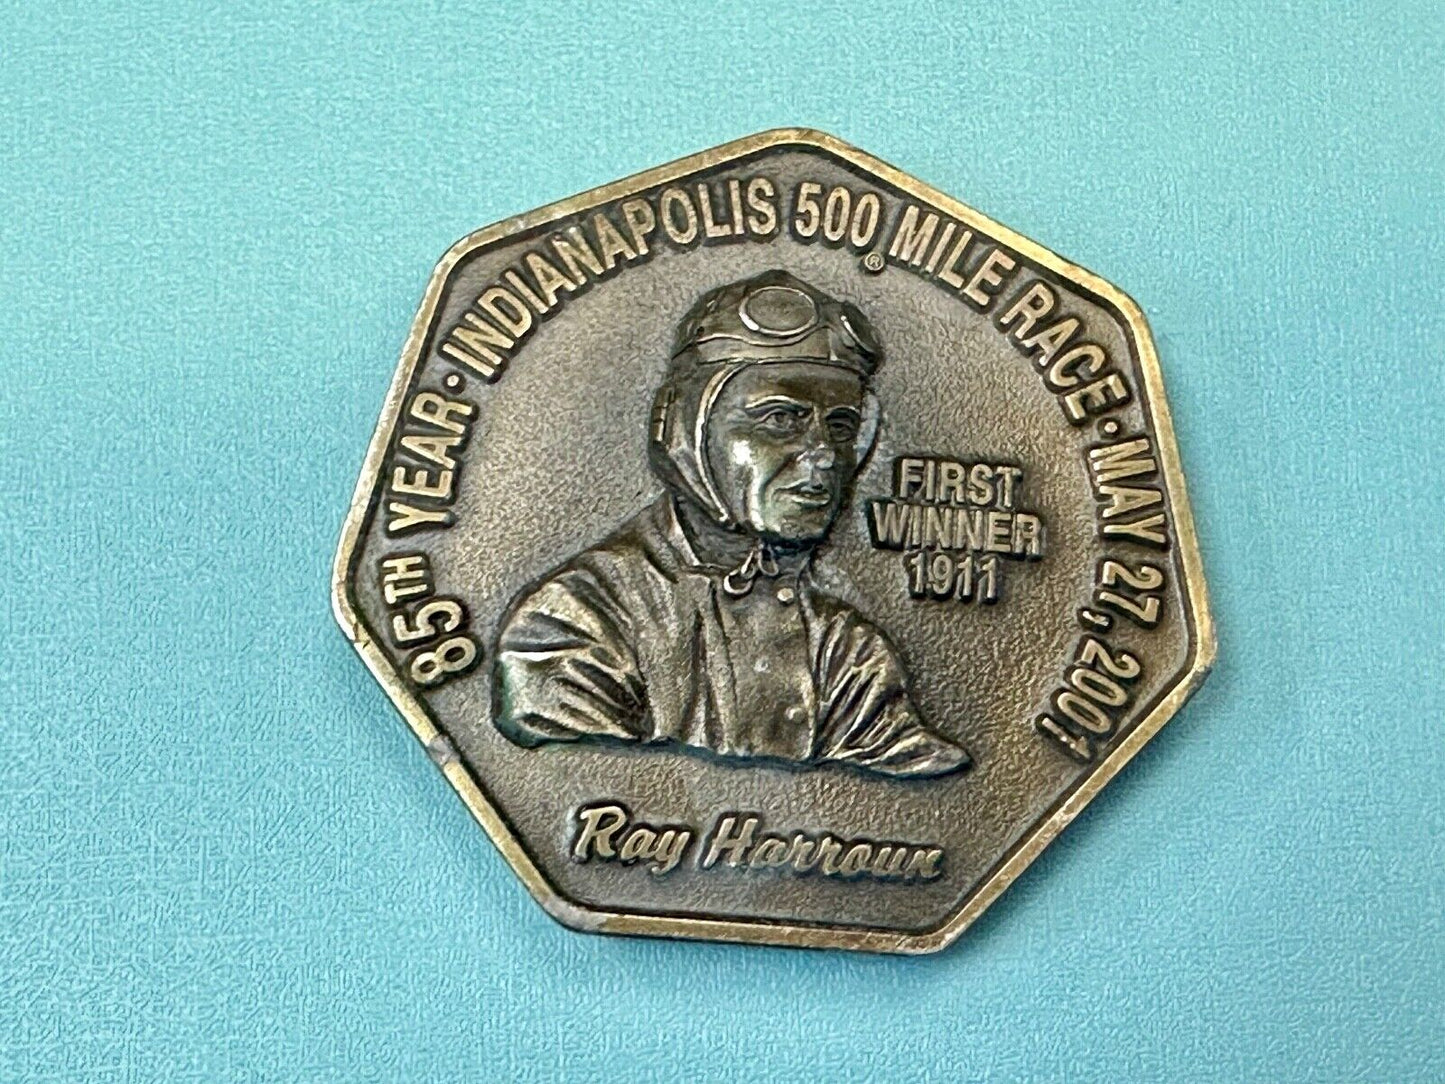 85TH YEAR • INDIANAPOLIS 500® MILE RACE • MAY 27, 2001
FIRST
WINNER
1911
Ray Harroun